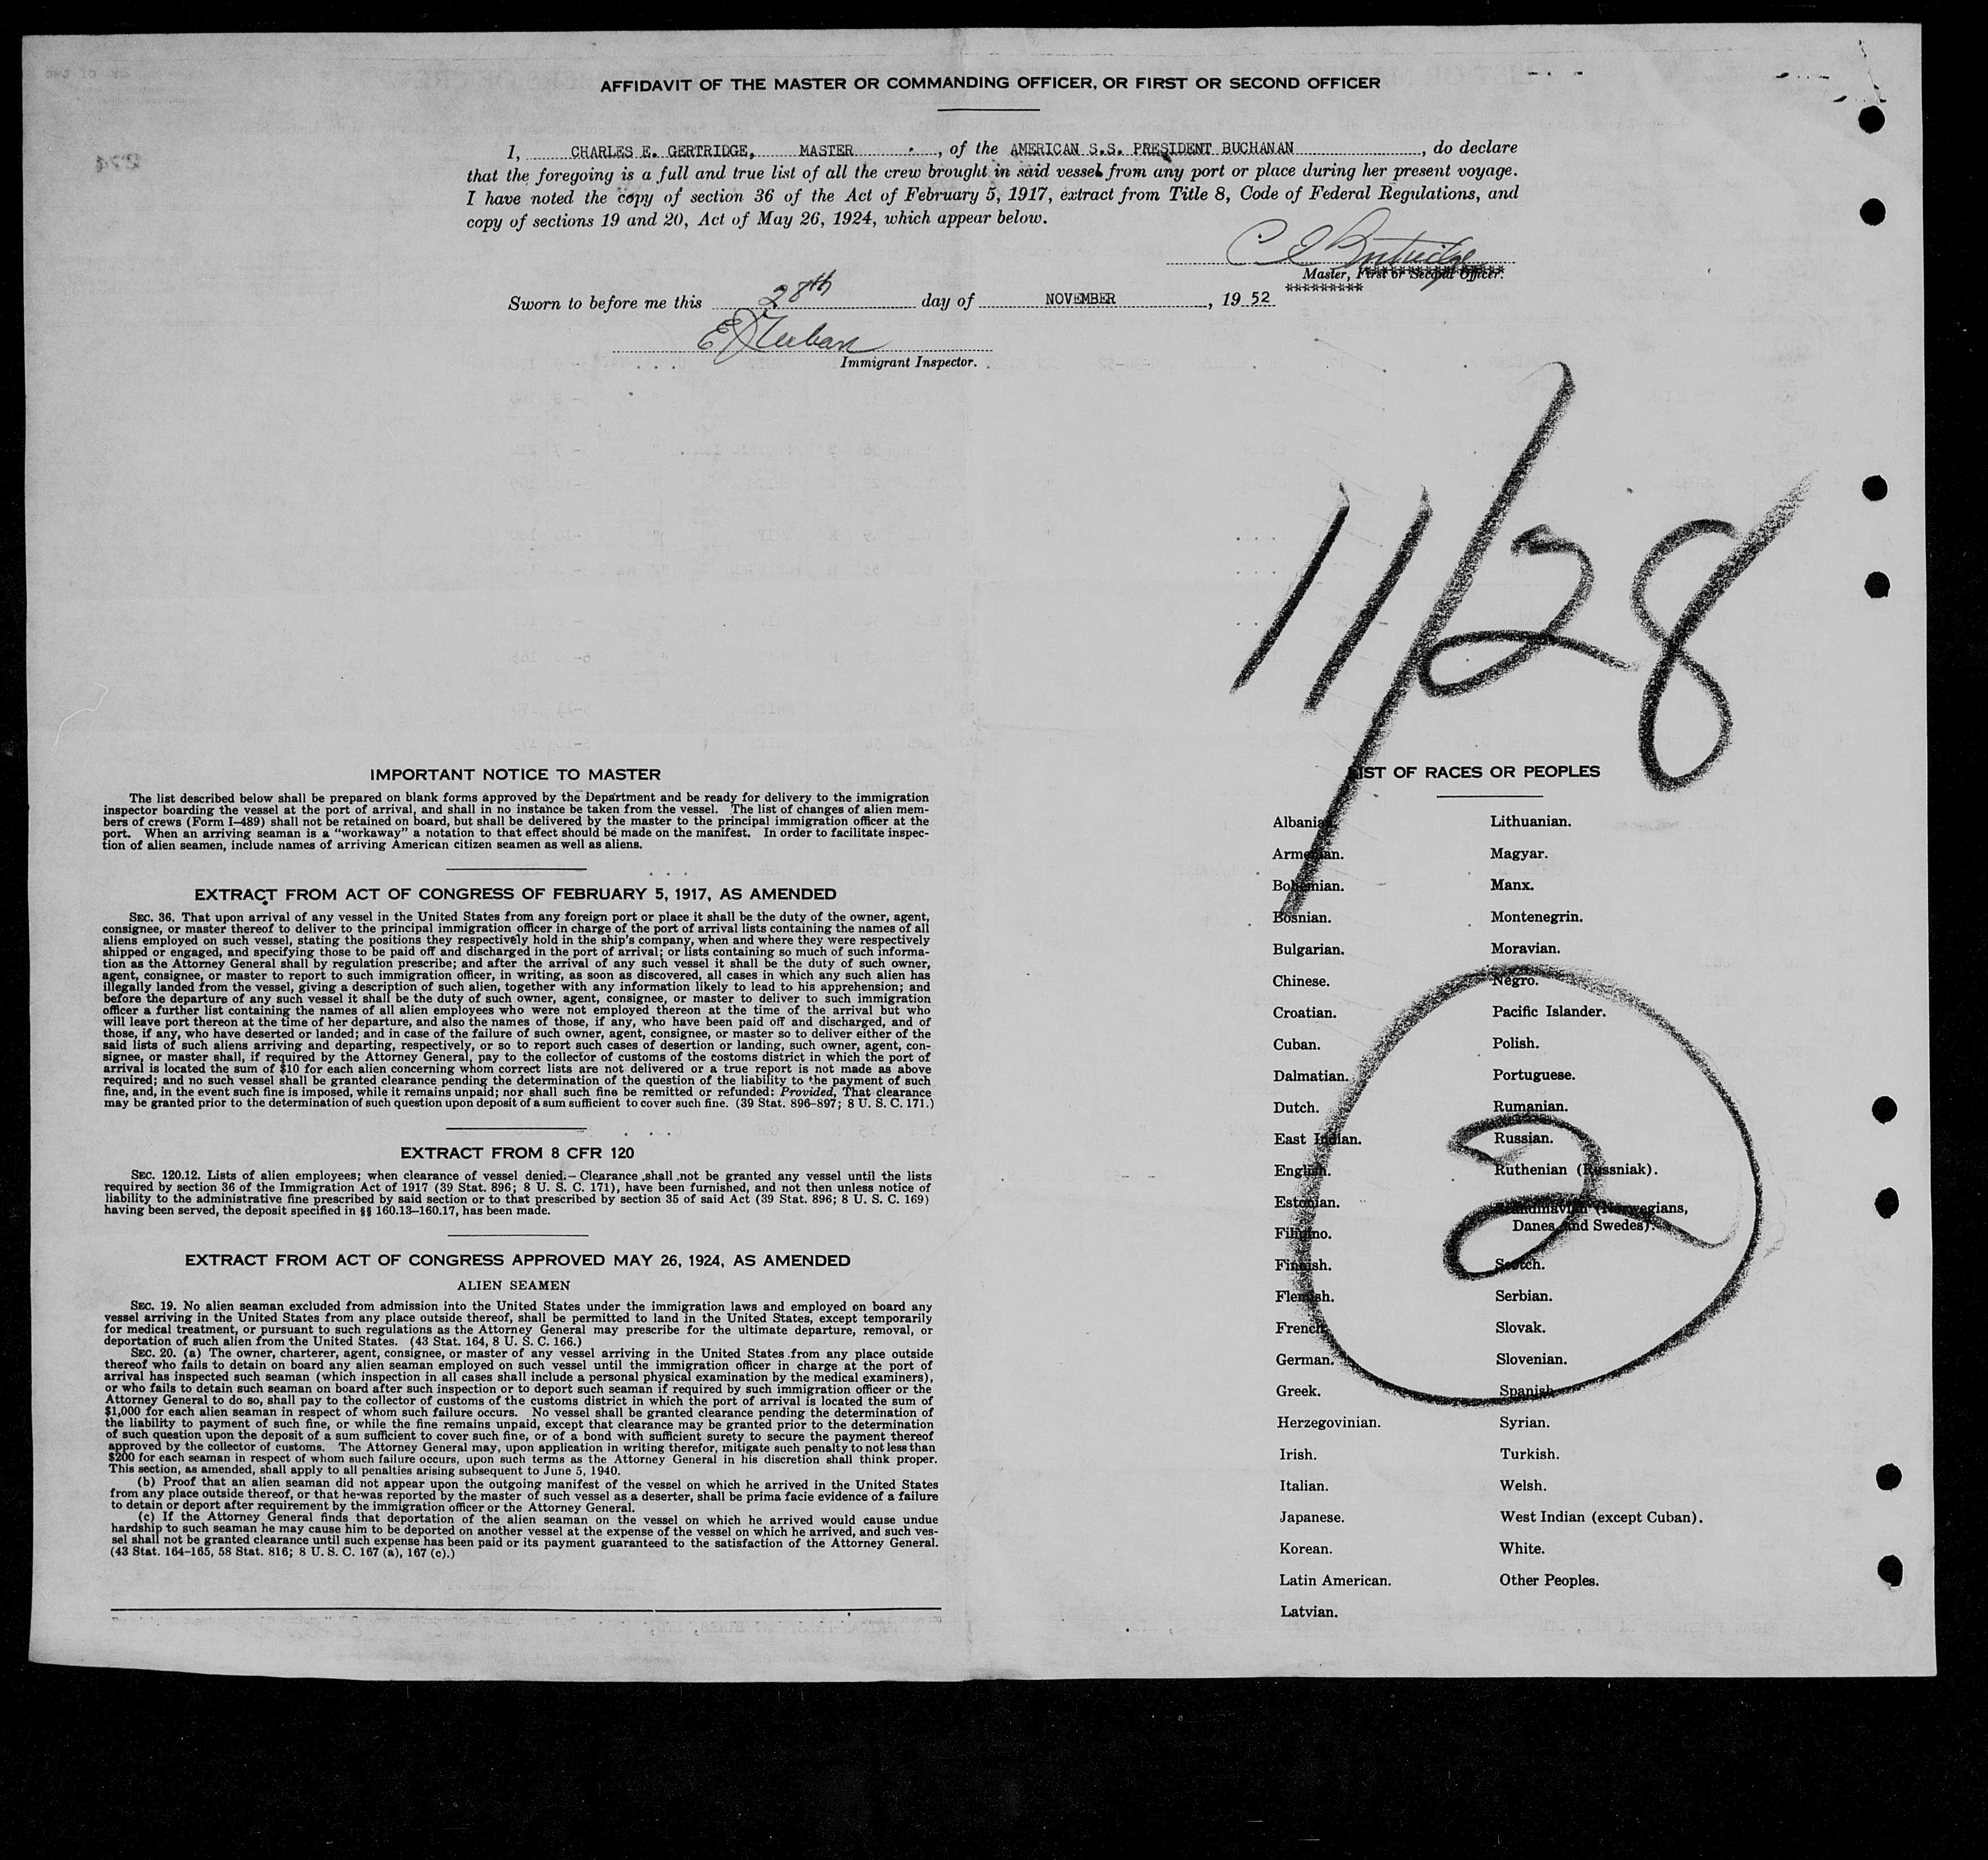 AFFIDAVIT OF THE MASTER OR COMMANDING OFFICER, OR FIRST OR SECOND OFFICER
I, CHARLES E. GERTRIDGE, MASTER , of the AMERICAN S.S. PRESIDENT BUCHANAN , do declare
that the foregoing is a full and true list of all the crew brought in said vessel from any port or place during her present voyage.
I have noted the copy of section 36 of the Act of February 5, 1917, extract from Title 8, Code of Federal Regulations, and
copy of sections 19 and 20, Act of May 26, 1924, which appear below.
Master, First or Second Officer.
Sworn to before me this 28th day of NOVEMBER , 19 52
Immigrant Inspector.
11/28
IMPORTANT NOTICE TO MASTER
The list described below shall be prepared on blank forms approved by the Department and be ready for delivery to the immigration
inspector boarding the vessel at the port of arrival, and shall in no instance be taken from the vessel. The list of changes of alien mem-
bers of crews (Form I–489) shall not be retained on board, but shall be delivered by the master to the principal immigration officer at the
port. When an arriving seaman is a "workaway" a notation to that effect should be made on the manifest. In order to facilitate inspec-
tion of alien seamen, include names of arriving American citizen seamen as well as aliens.
EXTRACT FROM ACT OF CONGRESS OF FEBRUARY 5, 1917, AS AMENDED
SEC. 36. That upon arrival of any vessel in the United States from any foreign port or place it shall be the duty of the owner, agent,
consignee, or master thereof to deliver to the principal immigration officer in charge of the port of arrival lists containing the names of all
aliens employed on such vessel, stating the positions they respectively hold in the ship's company, when and where they were respectively
shipped or engaged, and specifying those to be paid off and discharged in the port of arrival; or lists containing so much of such informa-
tion as the Attorney General shall by regulation prescribe; and after the arrival of any such vessel it shall be the duty of such owner,
agent, consignee, or master to report to such immigration officer, in writing, as soon as discovered, all cases in which any such alien has
illegally landed from the vessel, giving a description of such alien, together with any information likely to lead to his apprehension; and
before the departure of any such vessel it shall be the duty of such owner, agent, consignee, or master to deliver to such immigration
officer a further list containing the names of all alien employees who were not employed thereon at the time of the arrival but who
will leave port thereon at the time of her departure, and also the names of those, if any, who have been paid off and discharged, and of
those, if any, who have deserted or landed; and in case of the failure of such owner, agent, consignee, or master so to deliver either of the
said lists of such aliens arriving and departing, respectively, or so to report such cases of desertion or landing, such owner, agent, con-
signee, or master shall, if required by the Attorney General, pay to the collector of customs of the costoms district in which the port of
arrival is located the sum of $10 for each alien concerning whom correct lists are not delivered or a true report is not made as above
required; and no such vessel shall be granted clearance pending the determination of the question of the liability to the payment of such
fine, and, in the event such fine is imposed, while it remains unpaid; nor shall such fine be remitted or refunded: Provided, That clearance
may be granted prior to the determination of such question upon deposit of a sum sufficient to cover such fine. (39 Stat. 896–897; 8 U. S. C. 171.)
EXTRACT FROM 8 CFR 120
SEC. 120.12. Lists of alien employees; when clearance of vessel denied.— Clearance shall not be granted any vessel until the lists
required by section 36 of the Immigration Act of 1917 (39 Stat. 896; 8 U. S. C. 171), have been furnished, and not then unless notice of
liability to the administrative fine prescribed by said section or to that prescribed by section 35 of said Act (39 Stat. 896; 8 U. S. C. 169)
having been served, the deposit specified in §§ 160.13–160.17, has been made.
EXTRACT FROM ACT OF CONGRESS APPROVED MAY 26, 1924, AS AMENDED
ALIEN SEAMEN
SEC. 19. No alien seaman excluded from admission into the United States under the immigration laws and employed on board any
vessel arriving in the United States from any place outside thereof, shall be permitted to land in the United States, except temporarily
for medical treatment, or pursuant to such regulations as the Attorney General may prescribe for the ultimate departure, removal, or
deportation of such alien from the United States. (43 Stat. 164, 8 U. S. C. 166.)
SEC. 20. (a) The owner, charterer, agent, consignee, or master of any vessel arriving in the United States from any place outside
thereof who fails to detain on board any alien seaman employed on such vessel until the immigration officer in charge at the port of
arrival has inspected such seaman (which inspection in all cases shall include a personal physical examination by the medical examiners),
or who fails to detain such seaman on board after such inspection or to deport such seaman if required by such immigration officer or the
Attorney General to do so, shall pay to the collector of customs of the customs district in which the port of arrival is located the sum of
$1,000 for each alien seaman in respect of whom such failure occurs. No vessel shall be granted clearance pending the determination of
the liability to payment of such fine, or while the fine remains unpaid, except that clearance may be granted prior to the determination
of such question upon the deposit of a sum sufficient to cover such fine, or of a bond with sufficient surety to secure the payment thereof
approved by the collector of customs. The Attorney General may, upon application in writing therefor, mitigate such penalty to not less than
$200 for each seaman in respect of whom such failure occurs, upon such terms as the Attorney General in his discretion shall think proper.
This section, as amended, shall apply to all penalties arising subsequent to June 5, 1940.
(b) Proof that an alien seaman did not appear upon the outgoing manifest of the vessel on which he arrived in the United States
from any place outside thereof, or that he was reported by the master of such vessel as a deserter, shall be prima facie evidence of a failure
to detain or deport after requirement by the immigration officer or the Attorney General.
(c) If the Attorney General finds that deportation of the alien seaman on the vessel on which he arrived would cause undue
hardship to such seaman he may cause him to be deported on another vessel at the expense of the vessel on which he arrived, and such ves-
sel shall not be granted clearance until such expense has been paid or its payment guaranteed to the satisfaction of the Attorney General.
(43 Stat. 164–165, 58 Stat. 816; 8 U. S. C. 167 (a), 167 (c).)
LIST OF RACES OR PEOPLES
Albanian.
Armenian.
Bohemian.
Bosnian.
Bulgarian.
Chinese.
Croatian.
Cuban.
Dalmatian.
Dutch.
East Indian.
English.
Estonian.
Filipino.
Finnish.
Flemish.
French.
German.
Greek.
Herzegovinian.
Irish.
Italian.
Japanese.
Korean.
Latin American.
Latvian.
Lithuanian.
Magyar.
Manx.
Montenegrin.
Moravian.
Negro.
Pacific Islander.
Polish.
Portuguese.
Rumanian.
Russian.
Ruthenian (Russniak).
Scandinavian (Norwegians,
Danes and Swedes).
Scotch.
Serbian.
Slovak.
Slovenian.
Spanish.
Syrian.
Turkish.
Welsh.
West Indian (except Cuban).
White.
Other Peoples.
2